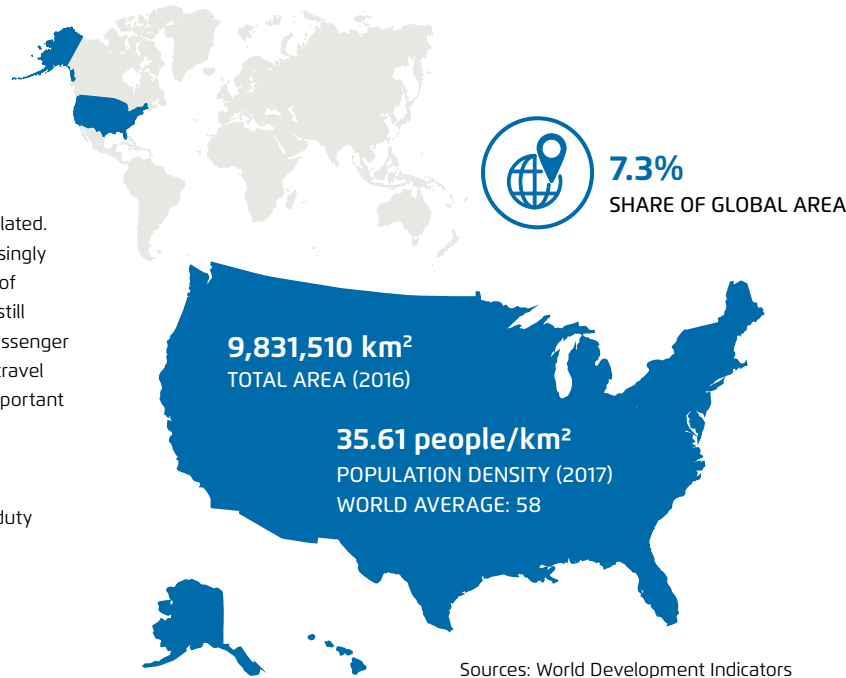 lated.
singly
of
still
ssenger
travel
portant
duty
7.3%
SHARE OF GLOBAL AREA
9,831,510 km²
TOTAL AREA (2016)
35.61 people/km²
POPULATION DENSITY (2017)
WORLD AVERAGE: 58
Sources: World Development Indicators